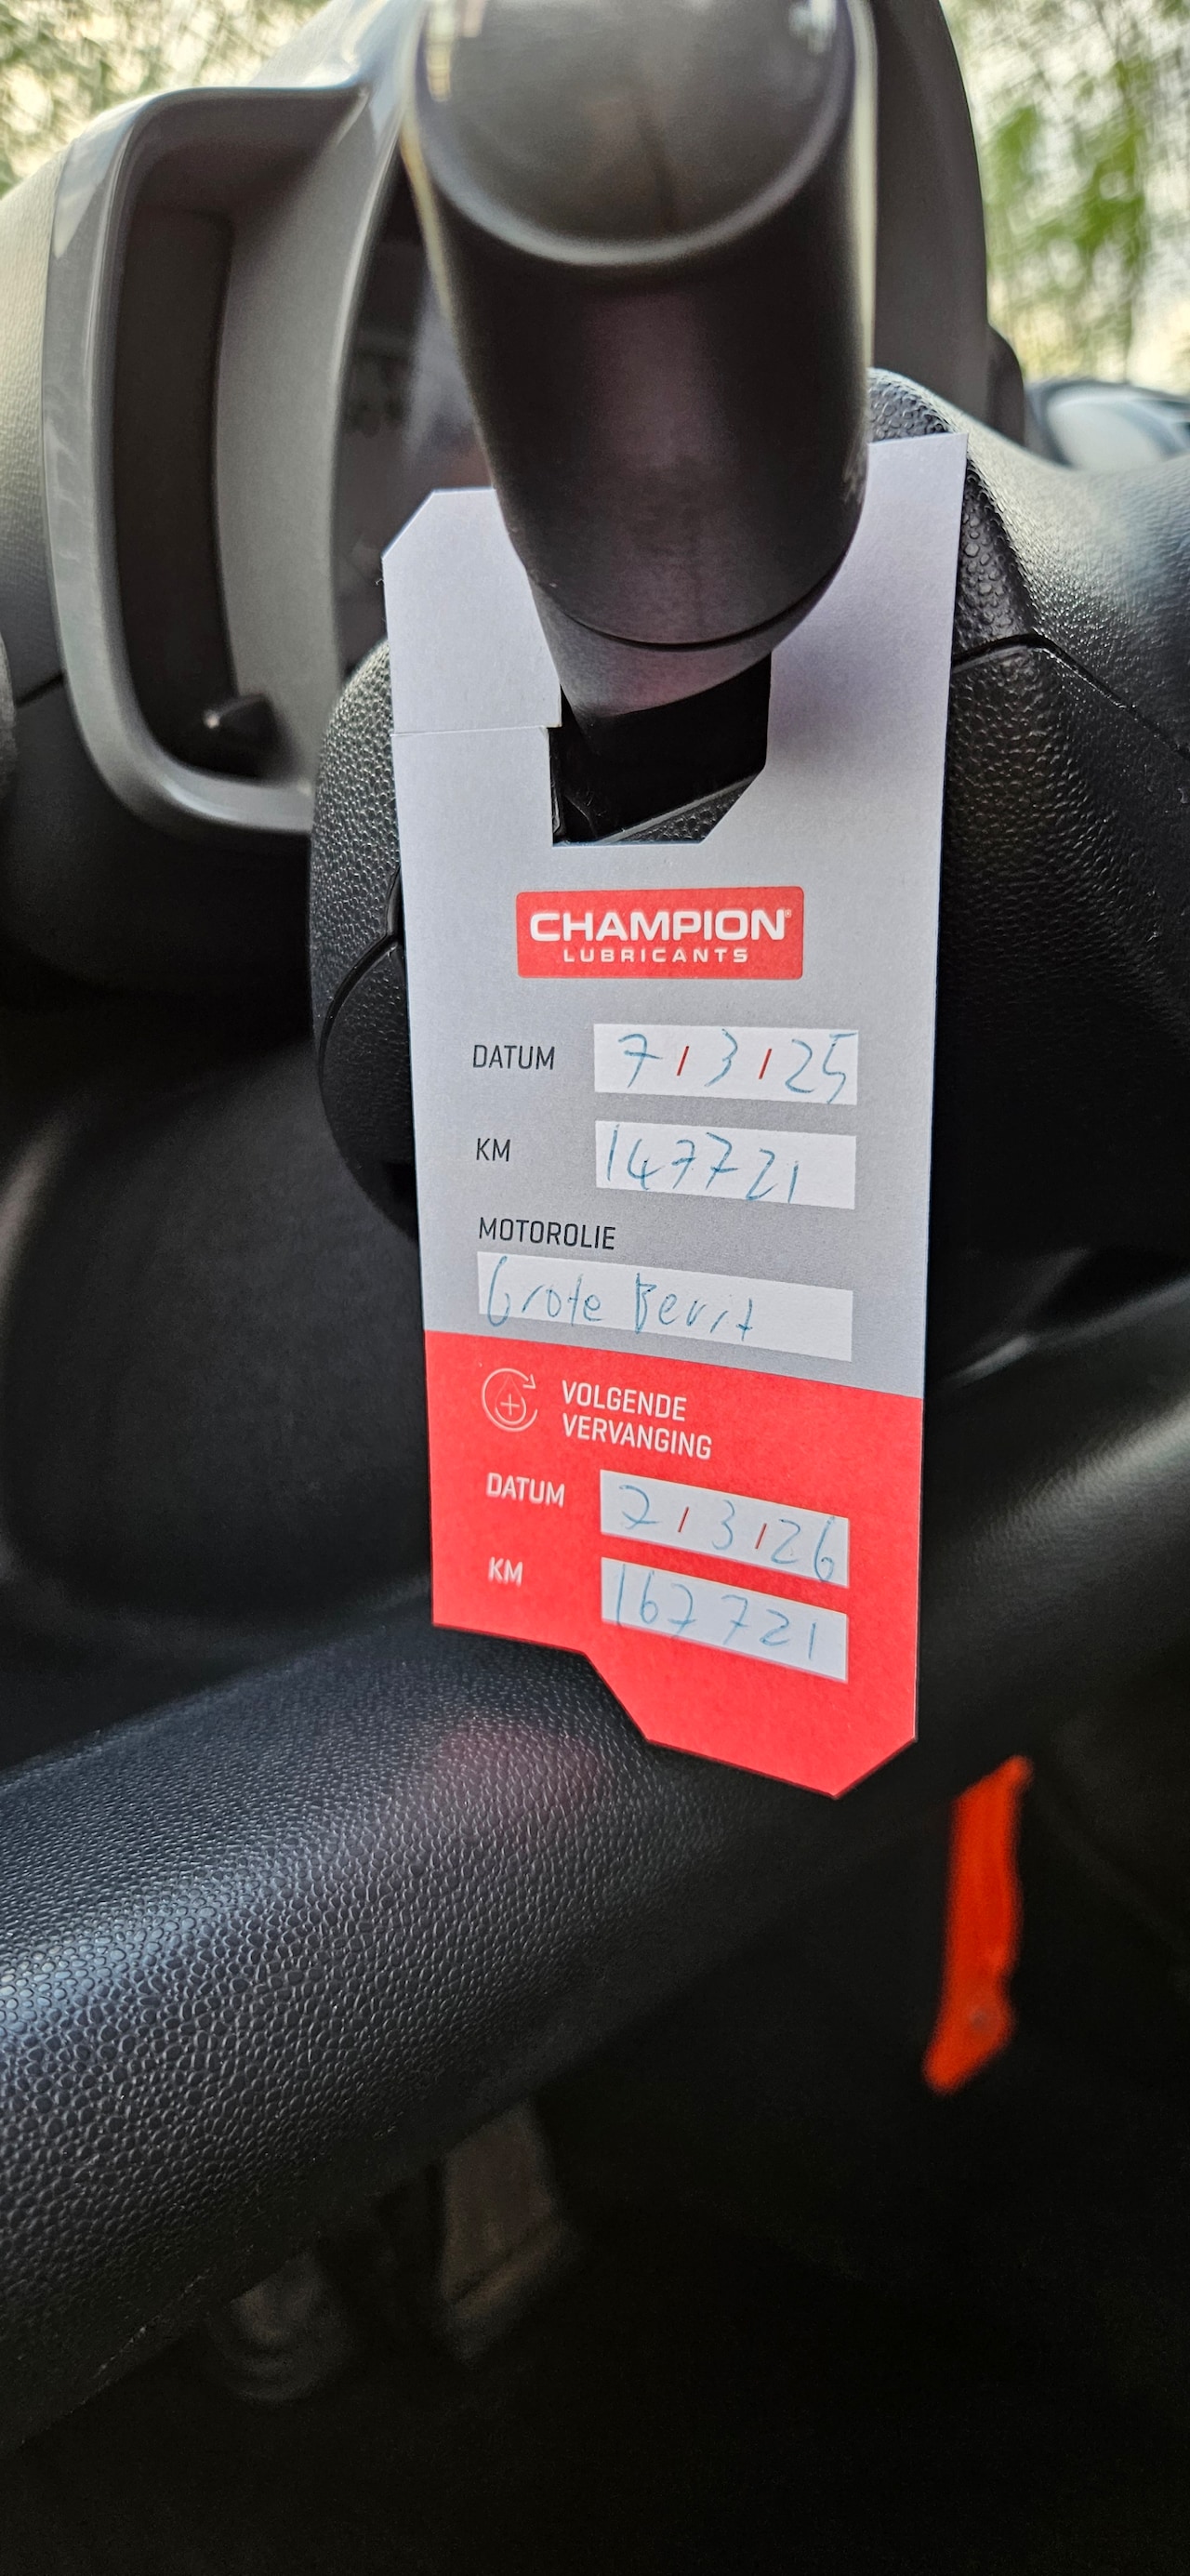 CHAMPION®
LUBRICANTS
DATUM 7/3/25
KM 147721
MOTOROLIE
Grote Beurt
VOLGENDE
VERVANGING
DATUM 7/3/26
KM 167721